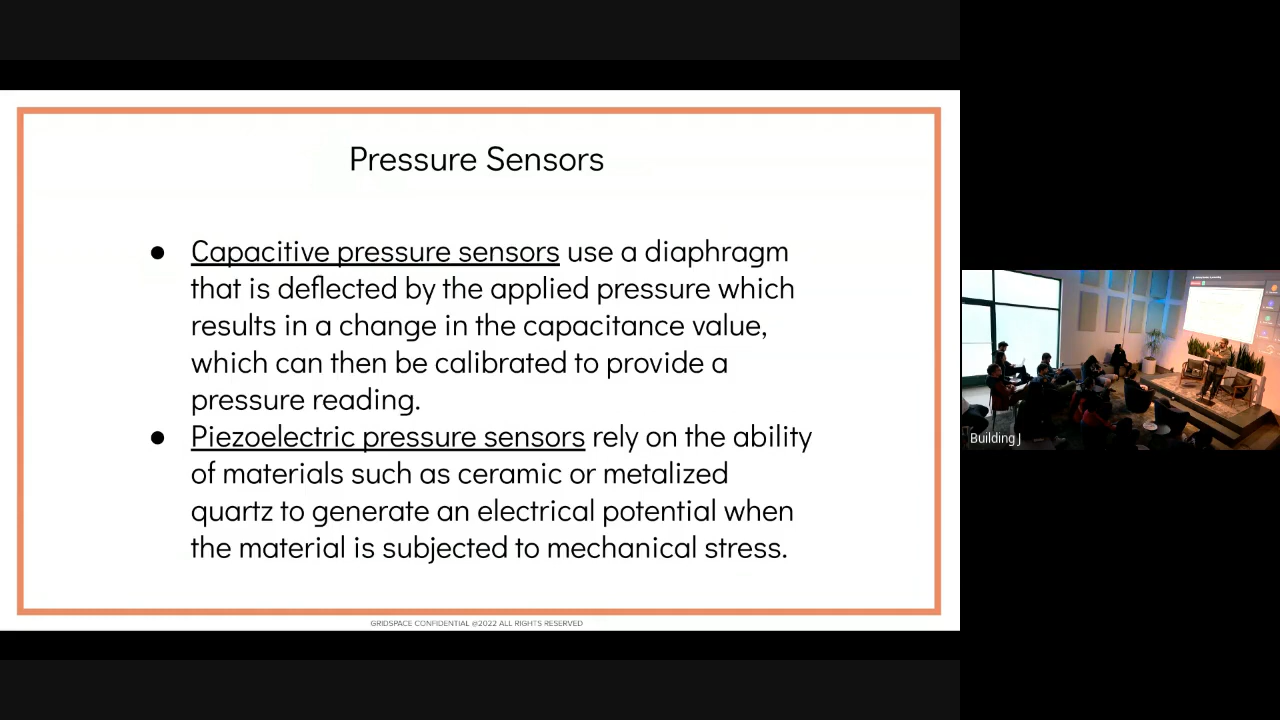 Pressure Sensors
● Capacitive pressure sensors use a diaphragm
that is deflected by the applied pressure which
results in a change in the capacitance value,
which can then be calibrated to provide a
pressure reading.
● Piezoelectric pressure sensors rely on the ability
of materials such as ceramic or metalized
quartz to generate an electrical potential when
the material is subjected to mechanical stress.
GRIDSPACE CONFIDENTIAL @2022 ALL RIGHTS RESERVED
Building J